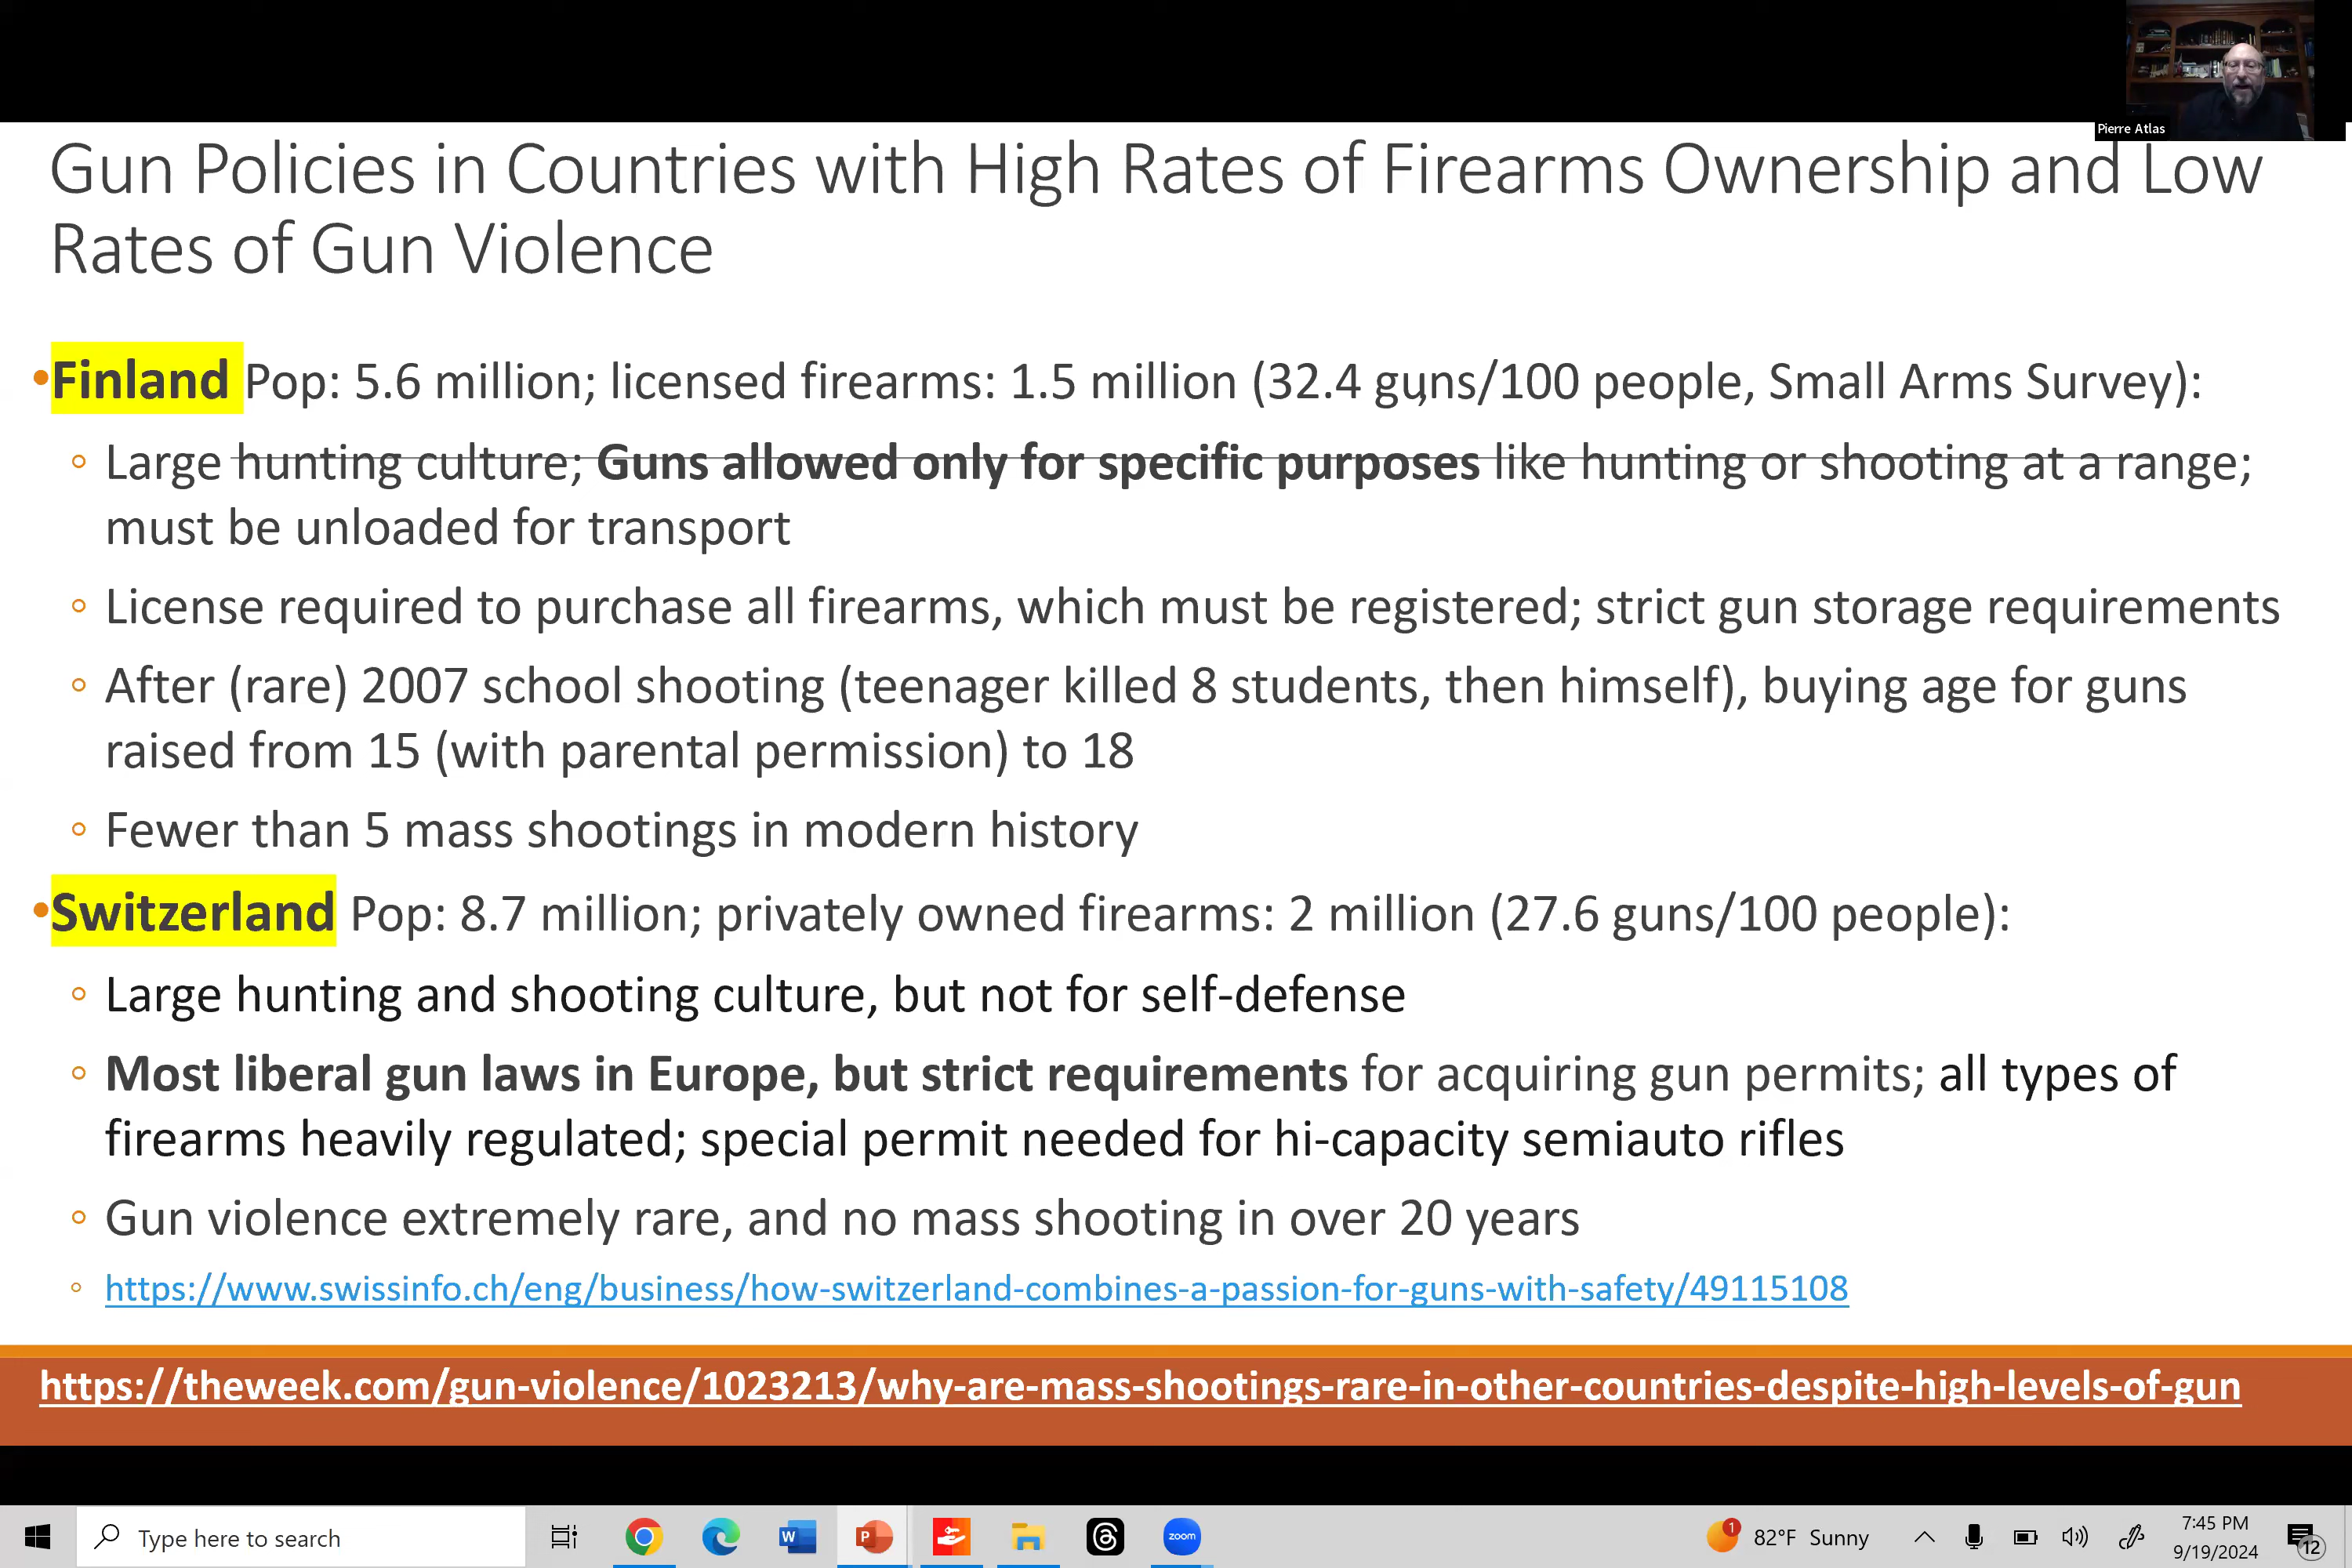 Pierre Atlas
Gun Policies in Countries with High Rates of Firearms Ownership and Low
Rates of Gun Violence
•Finland Pop: 5.6 million; licensed firearms: 1.5 million (32.4 guns/100 people, Small Arms Survey):
◦ Large hunting culture; Guns allowed only for specific purposes like hunting or shooting at a range;
must be unloaded for transport
◦ License required to purchase all firearms, which must be registered; strict gun storage requirements
◦ After (rare) 2007 school shooting (teenager killed 8 students, then himself), buying age for guns
raised from 15 (with parental permission) to 18
◦ Fewer than 5 mass shootings in modern history
•Switzerland Pop: 8.7 million; privately owned firearms: 2 million (27.6 guns/100 people):
◦ Large hunting and shooting culture, but not for self-defense
◦ Most liberal gun laws in Europe, but strict requirements for acquiring gun permits; all types of
firearms heavily regulated; special permit needed for hi-capacity semiauto rifles
◦ Gun violence extremely rare, and no mass shooting in over 20 years
◦ https://www.swissinfo.ch/eng/business/how-switzerland-combines-a-passion-for-guns-with-safety/49115108
https://theweek.com/gun-violence/1023213/why-are-mass-shootings-rare-in-other-countries-despite-high-levels-of-gun
Type here to search
W
P
zoom
1
82°F Sunny
7:45 PM
9/19/2024
12